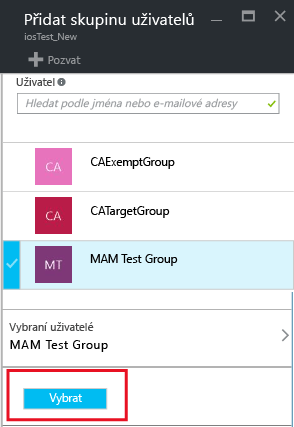 Přidat skupinu uživatelů
iosTest_New
Pozvat
Uživatel
Hledat podle jména nebo e-mailové adresy
CA
CAExemptGroup
CA
CATargetGroup
MT
MAM Test Group
Vybraní uživatelé
MAM Test Group
Vybrat